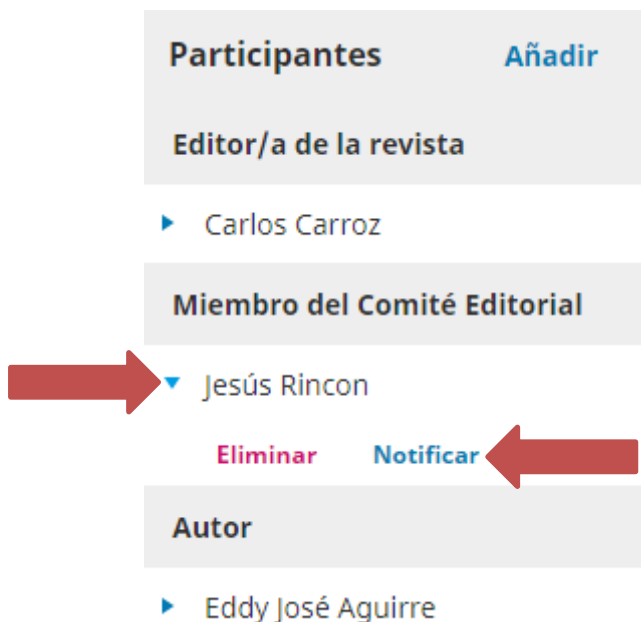 Participantes Añadir
Editor/a de la revista
Carlos Carroz
Miembro del Comité Editorial
Jesús Rincon
Eliminar Notificar
Autor
Eddy José Aguirre